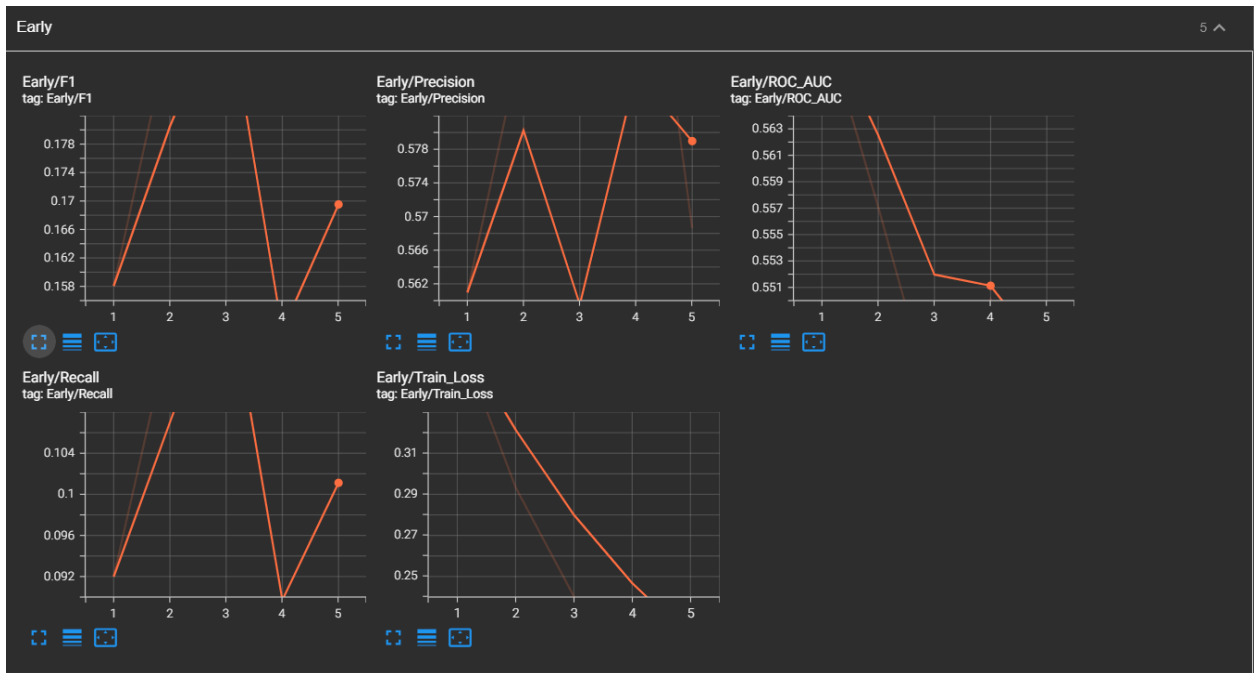 Early
5
Early/F1
tag: Early/F1
0.178
0.174
0.17
0.166
0.162
0.158
1 2 3 4 5
Early/Precision
tag: Early/Precision
0.578
0.574
0.57
0.566
0.562
1 2 3 4 5
Early/ROC_AUC
tag: Early/ROC_AUC
0.563
0.561
0.559
0.557
0.555
0.553
0.551
1 2 3 4 5
Early/Recall
tag: Early/Recall
0.104
0.1
0.096
0.092
1 2 3 4 5
Early/Train_Loss
tag: Early/Train_Loss
0.31
0.29
0.27
0.25
1 2 3 4 5